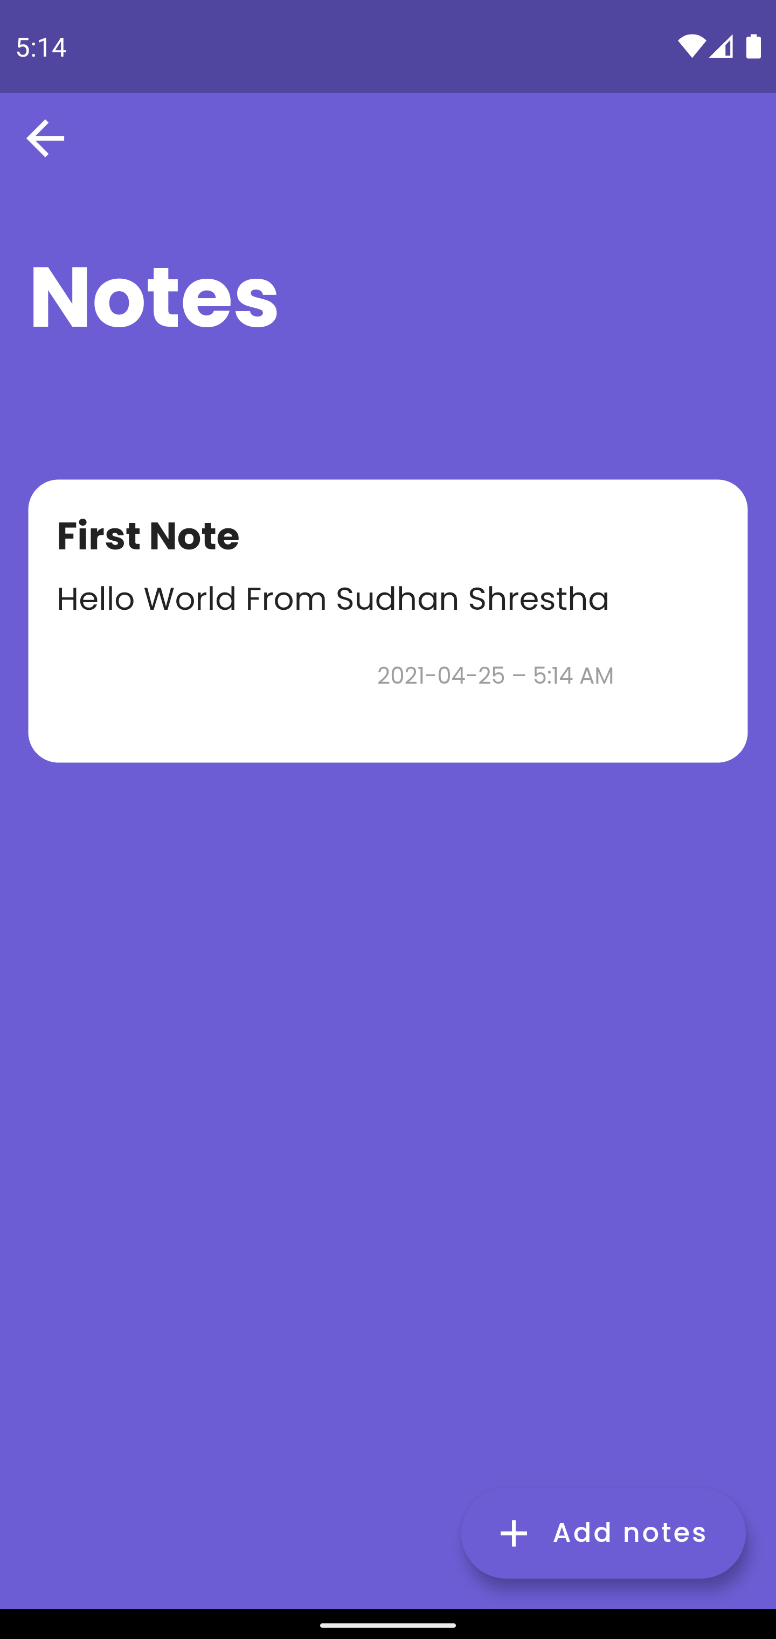 5:14
Notes
First Note
Hello World From Sudhan Shrestha
2021-04-25 – 5:14 AM
Add notes